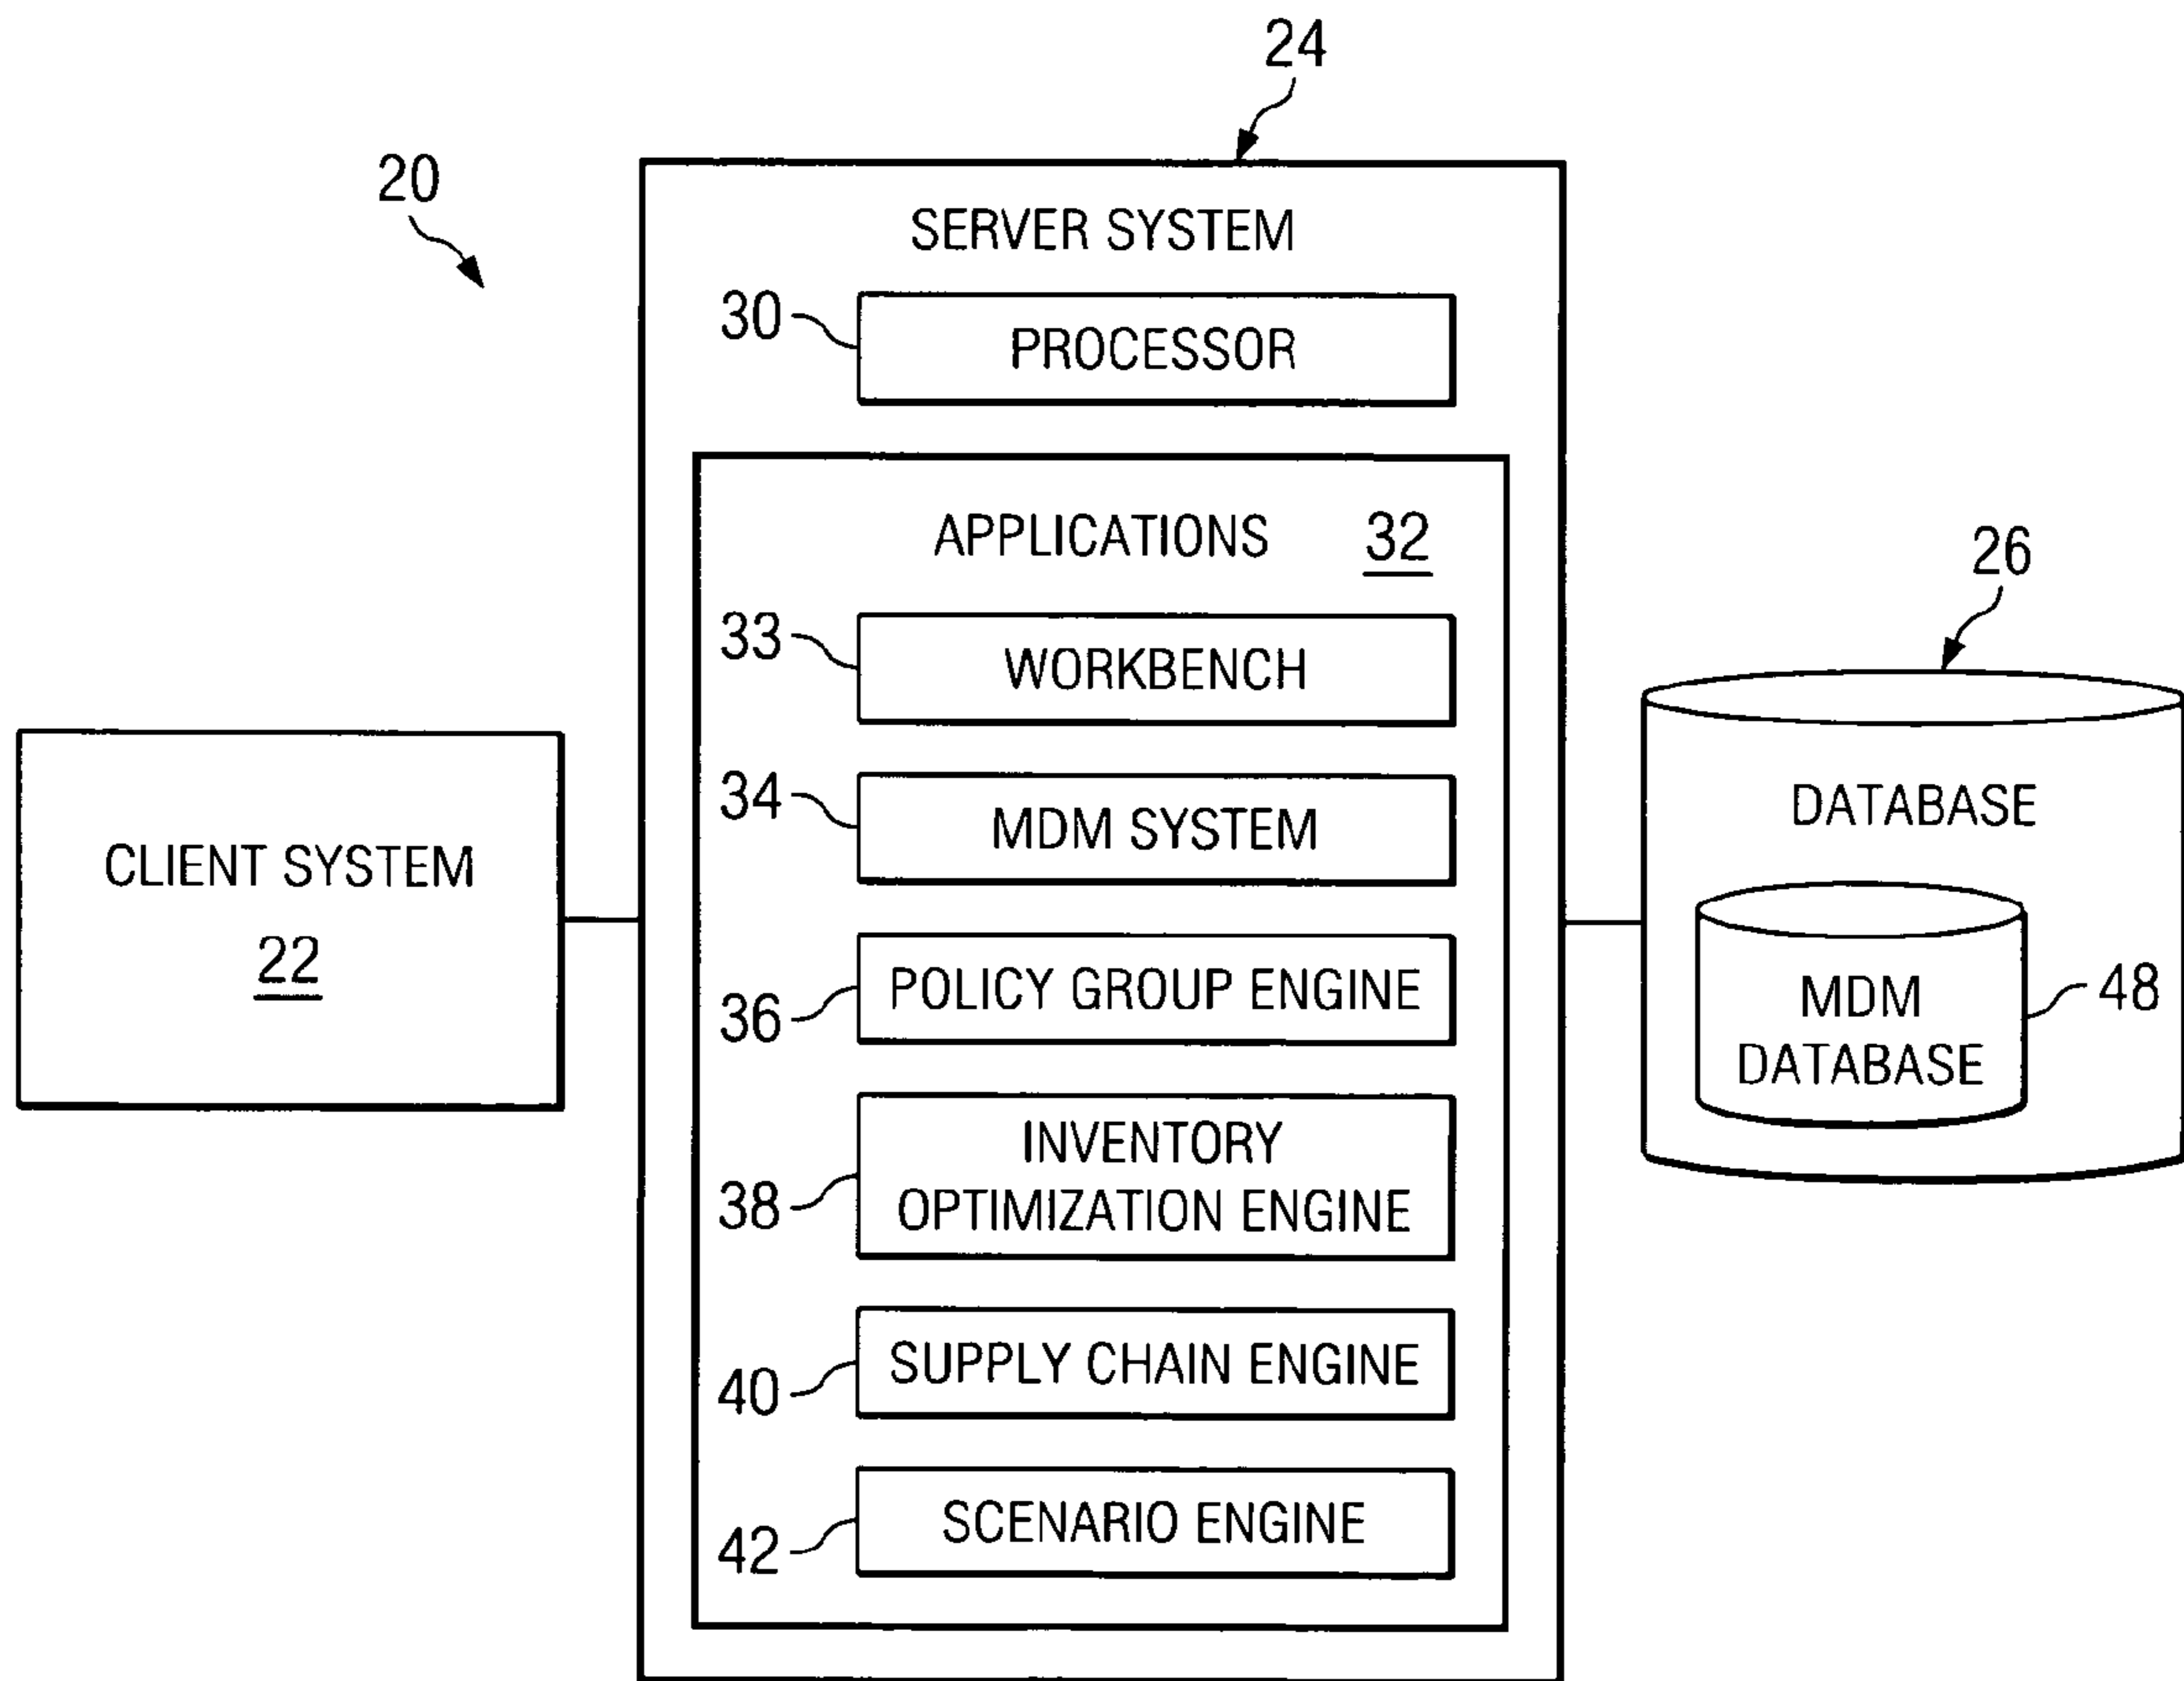 24
20
SERVER SYSTEM
30
PROCESSOR
APPLICATIONS 32
33
WORKBENCH
34
MDM SYSTEM
36
POLICY GROUP ENGINE
38
INVENTORY
OPTIMIZATION ENGINE
40
SUPPLY CHAIN ENGINE
42
SCENARIO ENGINE
CLIENT SYSTEM
22
26
DATABASE
MDM
DATABASE
48